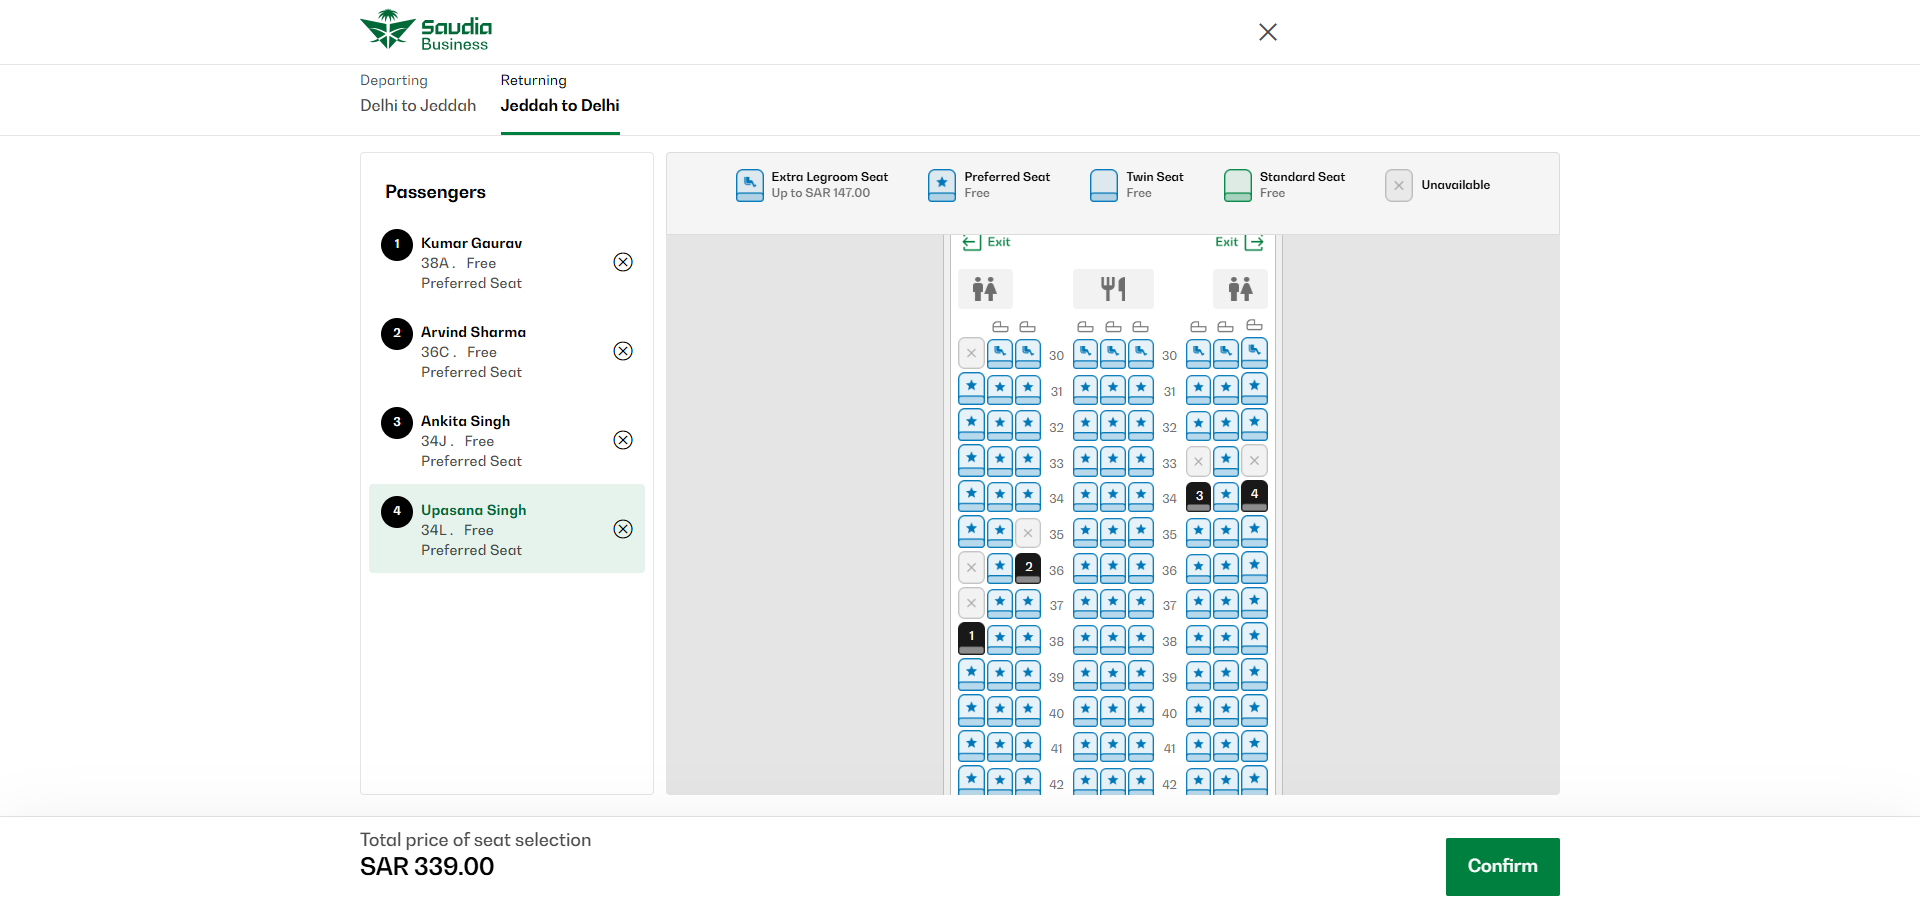 Saudia
Business
Departing
Delhi to Jeddah
Returning
Jeddah to Delhi
Passengers
1
Kumar Gaurav
38A . Free
Preferred Seat
2
Arvind Sharma
36C . Free
Preferred Seat
3
Ankita Singh
34J . Free
Preferred Seat
4
Upasana Singh
34L . Free
Preferred Seat
Extra Legroom Seat
Up to SAR 147.00
Preferred Seat
Free
Twin Seat
Free
Standard Seat
Free
Unavailable
Exit
Exit
30 30
31 31
32 32
33 33
34 34 3 4
35 35
2 36 36
37 37
1 38 38
39 39
40 40
41 41
42 42
Total price of seat selection
SAR 339.00
Confirm